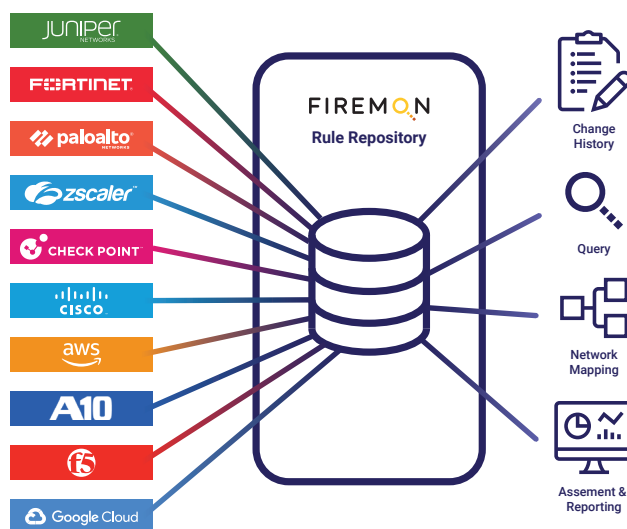 JUNIPER
NETWORKS
FORTINET
paloalto
NETWORKS
zscaler™
CHECK POINT
CISCO
aws
A10
f5
Google Cloud
FIREMON
Rule Repository
Change
History
Query
Network
Mapping
Assement &
Reporting